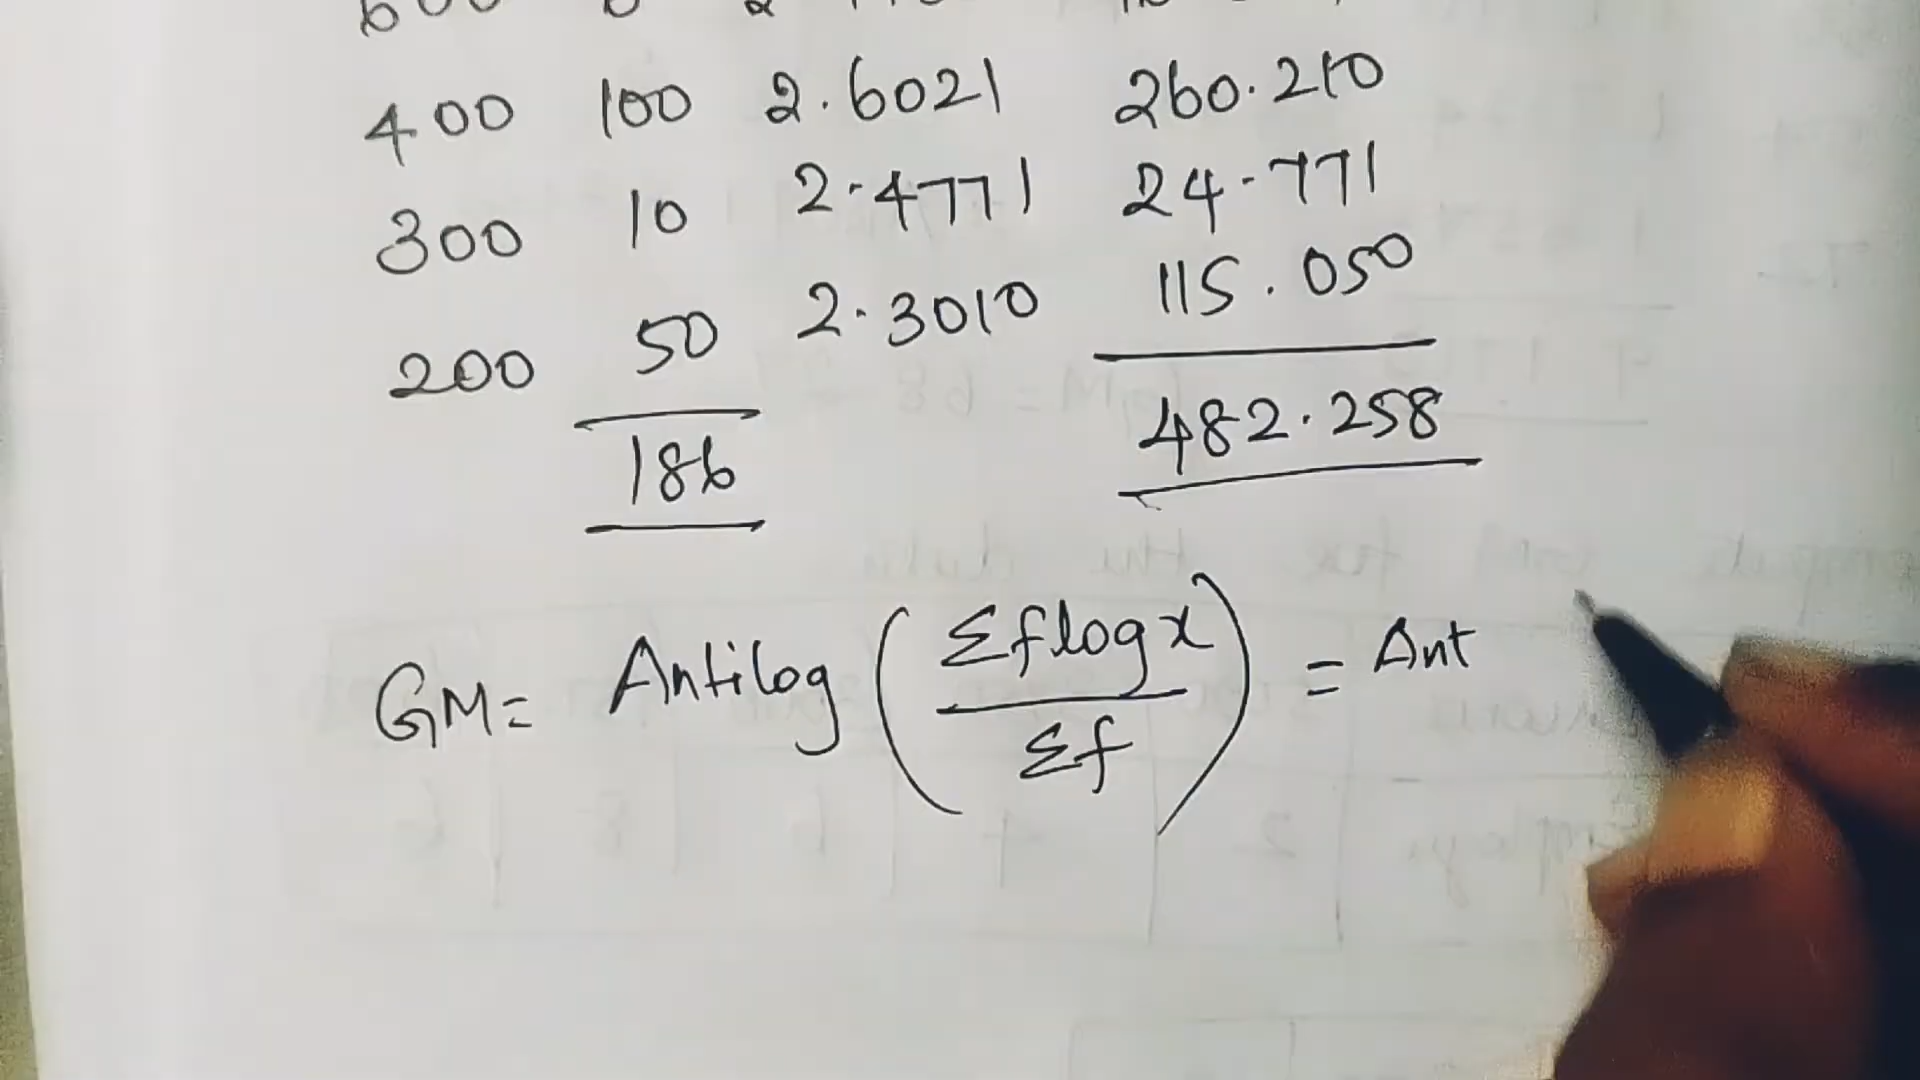 400 100 2.6021 260.210
300 10 2.4771 24.771
200 50 2.3010 115.050
186 482.258
GM = Antilog (Σf log x / Σf) = Ant